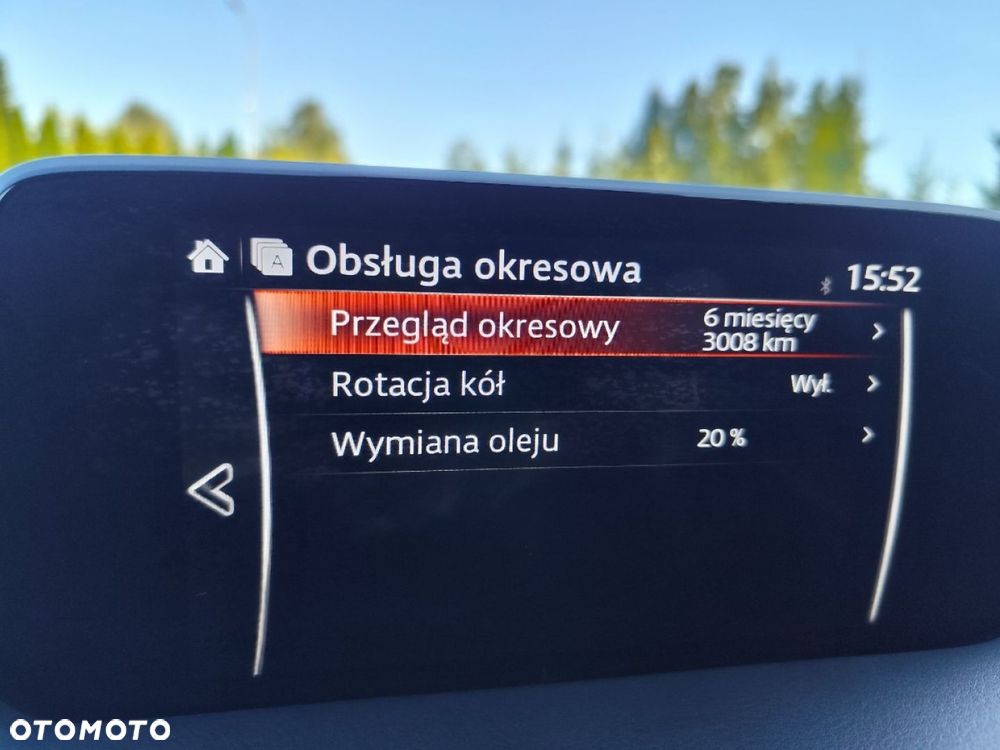 A Obsługa okresowa
15:52
Przegląd okresowy 6 miesięcy
3008 km
Rotacja kół Wył.
Wymiana oleju 20 %
OTOMOTO